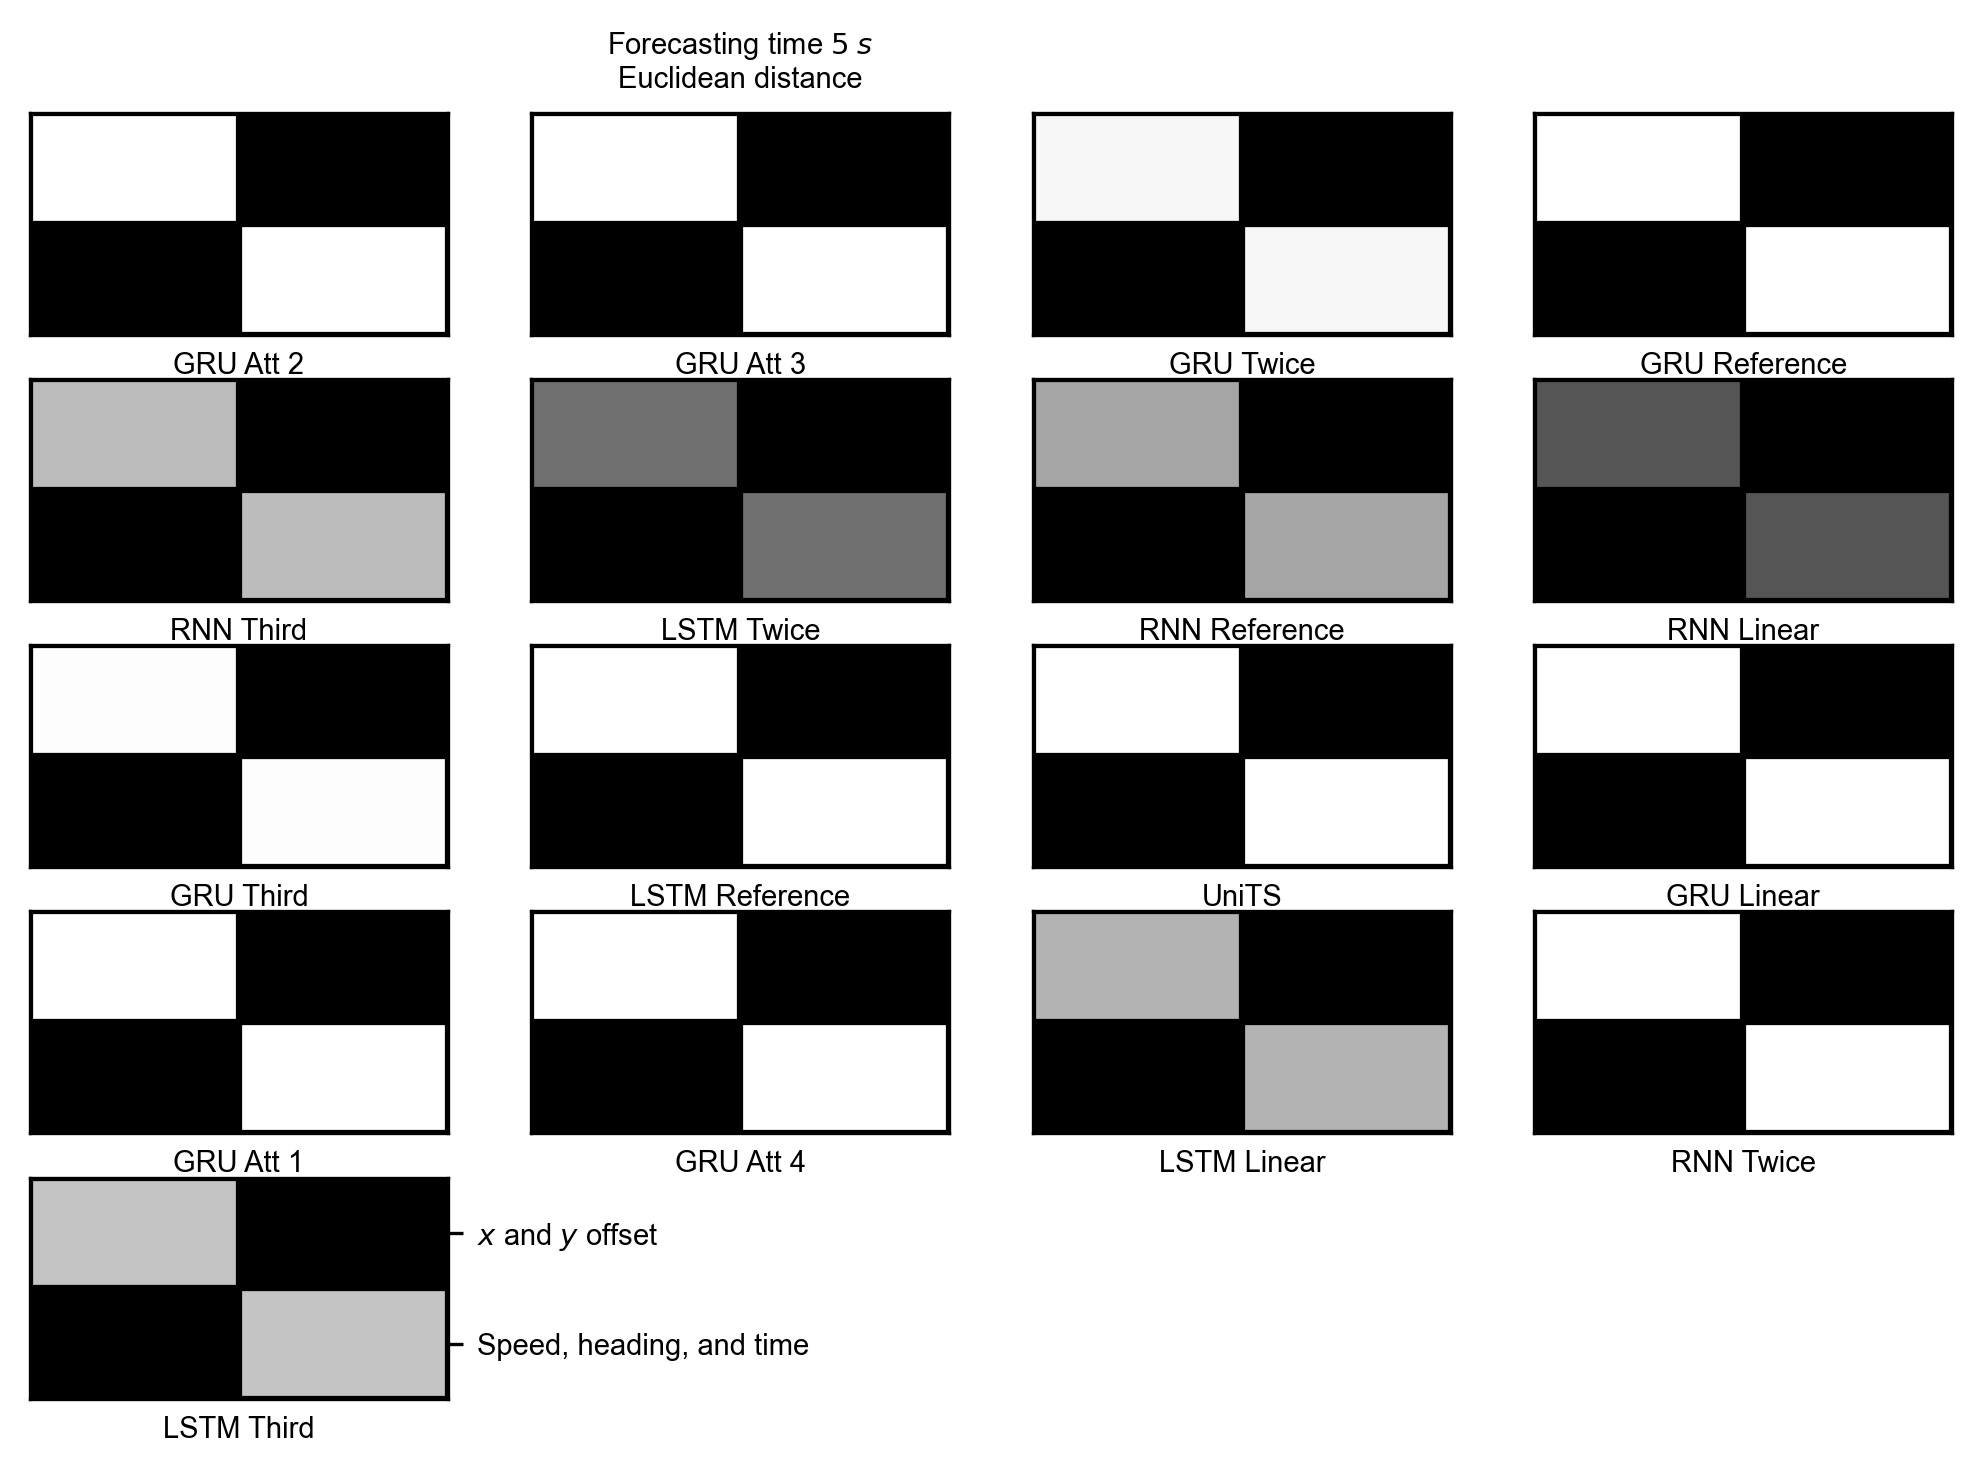 Forecasting time 5 s
Euclidean distance
GRU Att 2
GRU Att 3
GRU Twice
GRU Reference
RNN Third
LSTM Twice
RNN Reference
RNN Linear
GRU Third
LSTM Reference
UniTS
GRU Linear
GRU Att 1
GRU Att 4
LSTM Linear
RNN Twice
x and y offset
Speed, heading, and time
LSTM Third